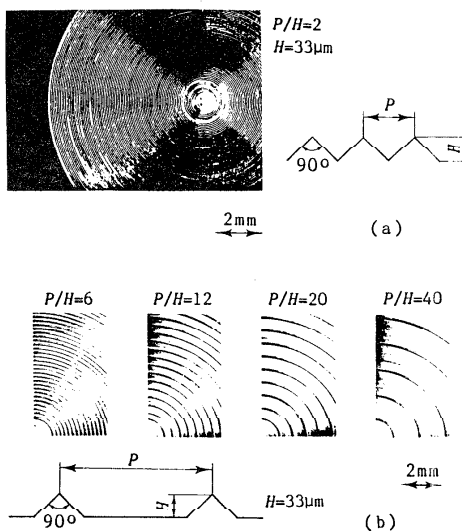 P/H=2
H=33μm
P
90°
H
2mm
(a)
P/H=6 P/H=12 P/H=20 P/H=40
P
H
90°
H=33μm
2mm
(b)